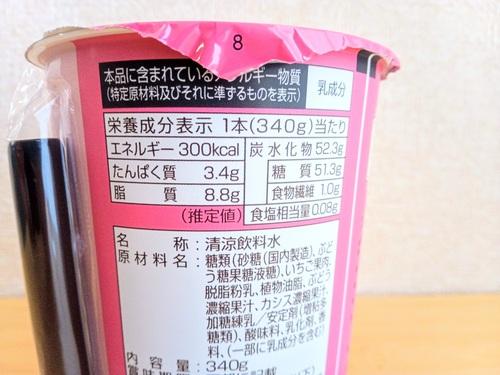 8
本品に含まれているアレルギー物質
(特定原材料及びそれに準ずるものを表示)
乳成分
栄養成分表示 1本(340g)当たり
エネルギー 300kcal
たんぱく質 3.4g
脂 質 8.8g
(推定値)
炭水化物 52.3g
糖 質 51.3g
食物繊維 1.0g
食塩相当量 0.08g
名 称:清涼飲料水
原材料名:糖類(砂糖(国内製造)、ぶど
う糖果糖液糖)、いちご果肉、
脱脂粉乳、植物油脂、ぶどう
濃縮果汁、カシス濃縮果汁、
加糖練乳/安定剤(増粘多
糖類)、酸味料、乳化剤、香
料、(一部に乳成分を含む)
内 容 量:340g